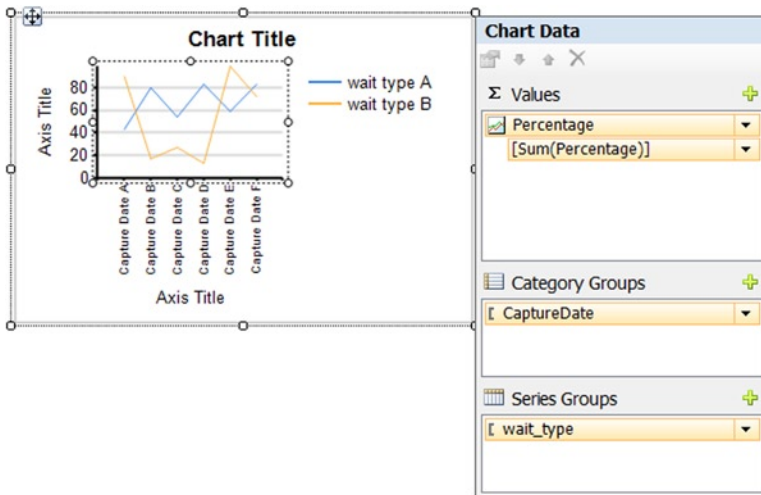 Chart Title
Axis Title
80
60
40
20
0
Capture Date A
Capture Date B
Capture Date C
Capture Date D
Capture Date E
Capture Date F
Axis Title
wait type A
wait type B
Chart Data
Σ Values
Percentage
[Sum(Percentage)]
Category Groups
CaptureDate
Series Groups
wait_type